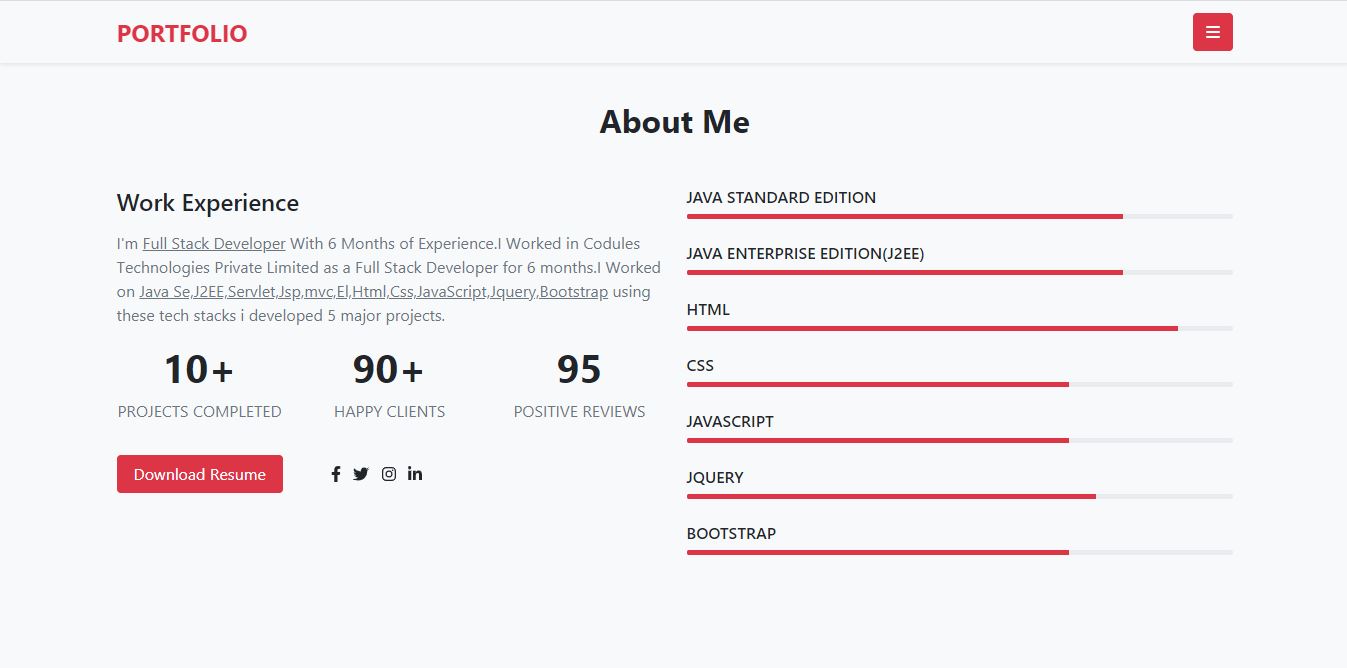 PORTFOLIO
About Me
Work Experience
I'm Full Stack Developer With 6 Months of Experience.I Worked in Codules
Technologies Private Limited as a Full Stack Developer for 6 months.I Worked
on Java Se,J2EE,Servlet,Jsp,mvc,El,Html,Css,JavaScript,Jquery,Bootstrap using
these tech stacks i developed 5 major projects.
10+ 90+ 95
PROJECTS COMPLETED HAPPY CLIENTS POSITIVE REVIEWS
Download Resume
JAVA STANDARD EDITION
JAVA ENTERPRISE EDITION(J2EE)
HTML
CSS
JAVASCRIPT
JQUERY
BOOTSTRAP